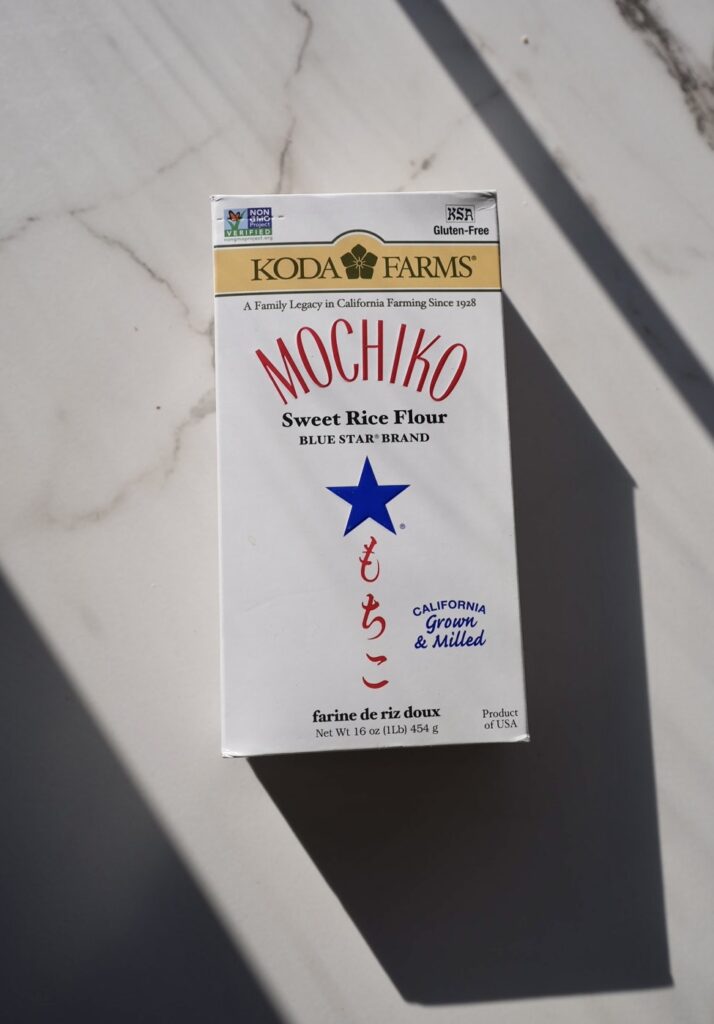 NON
GMO
Project
VERIFIED
nongmoproject.org
KSA
Gluten-Free
KODA FARMS®
A Family Legacy in California Farming Since 1928
MOCHIKO
Sweet Rice Flour
BLUE STAR® BRAND
®
もちこ
CALIFORNIA
Grown
& Milled
farine de riz doux
Net Wt 16 oz (1Lb) 454 g
Product
of USA